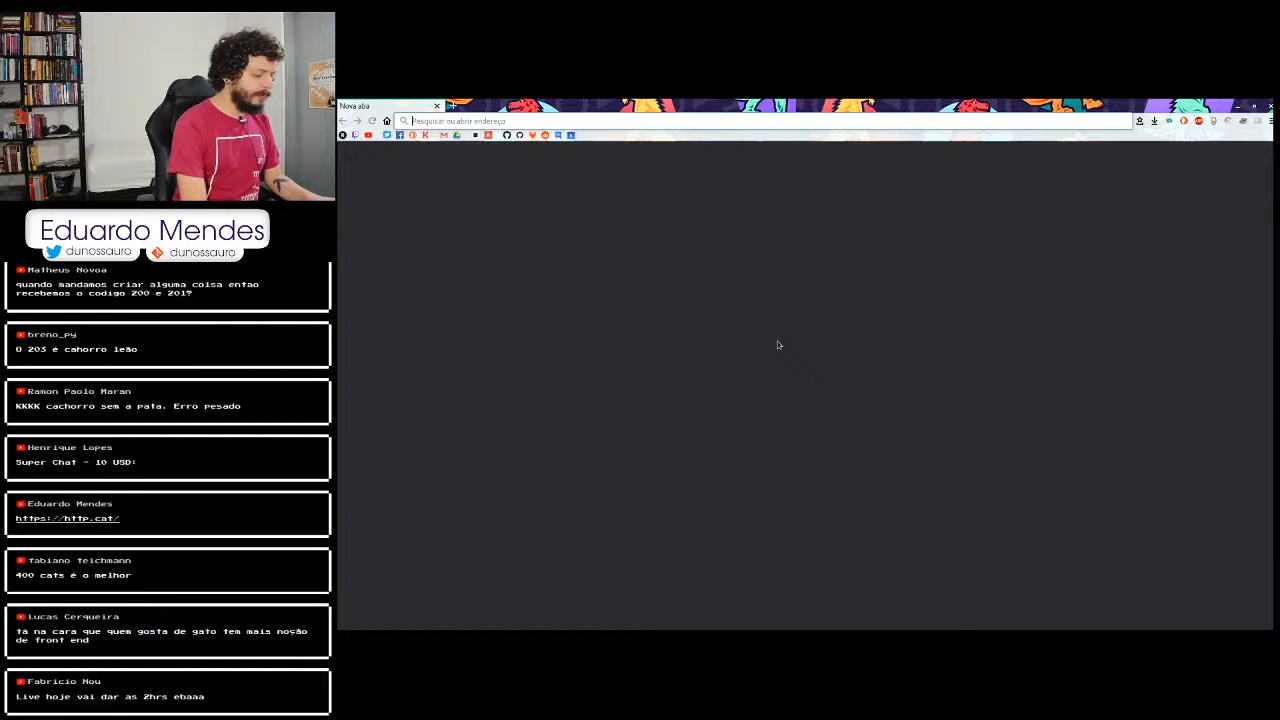 Nova aba
Pesquisar ou abrir endereço
Eduardo Mendes
dunossauro
dunossauro
Matheus Novoa
quando mandamos criar alguma coisa entao
recebemos o codigo 200 e 201?
breno_py
O 203 é cahorro leão
Ramon Paolo Maran
KKKK cachorro sem a pata. Erro pesado
Henrique Lopes
Super Chat - 10 USD:
Eduardo Mendes
https://http.cat/
fabiano teichmann
400 cats é o melhor
Lucas Cerqueira
tá na cara que quem gosta de gato tem mais noção
de front end
Fabricio Nou
Live hoje vai dar as 2hrs ebaaa